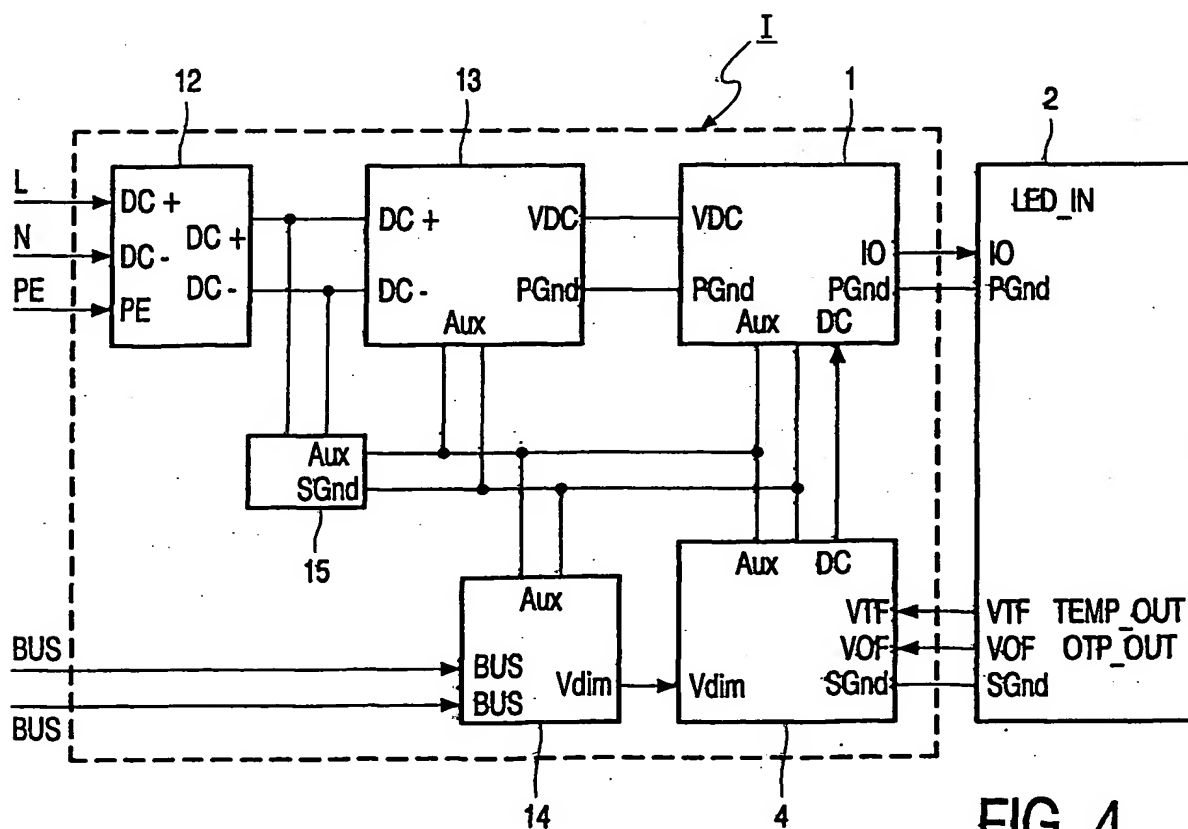 I
12
13
1
2
L
N
PE
DC +
DC -
PE
DC +
DC -
DC +
DC -
VDC
PGnd
Aux
VDC
PGnd
IO
PGnd
Aux
DC
LED_IN
IO
PGnd
Aux
SGnd
15
Aux
BUS
BUS
Vdim
BUS
BUS
14
Aux
DC
VTF
VOF
SGnd
Vdim
4
VTF TEMP_OUT
VOF OTP_OUT
SGnd
FIG. 4